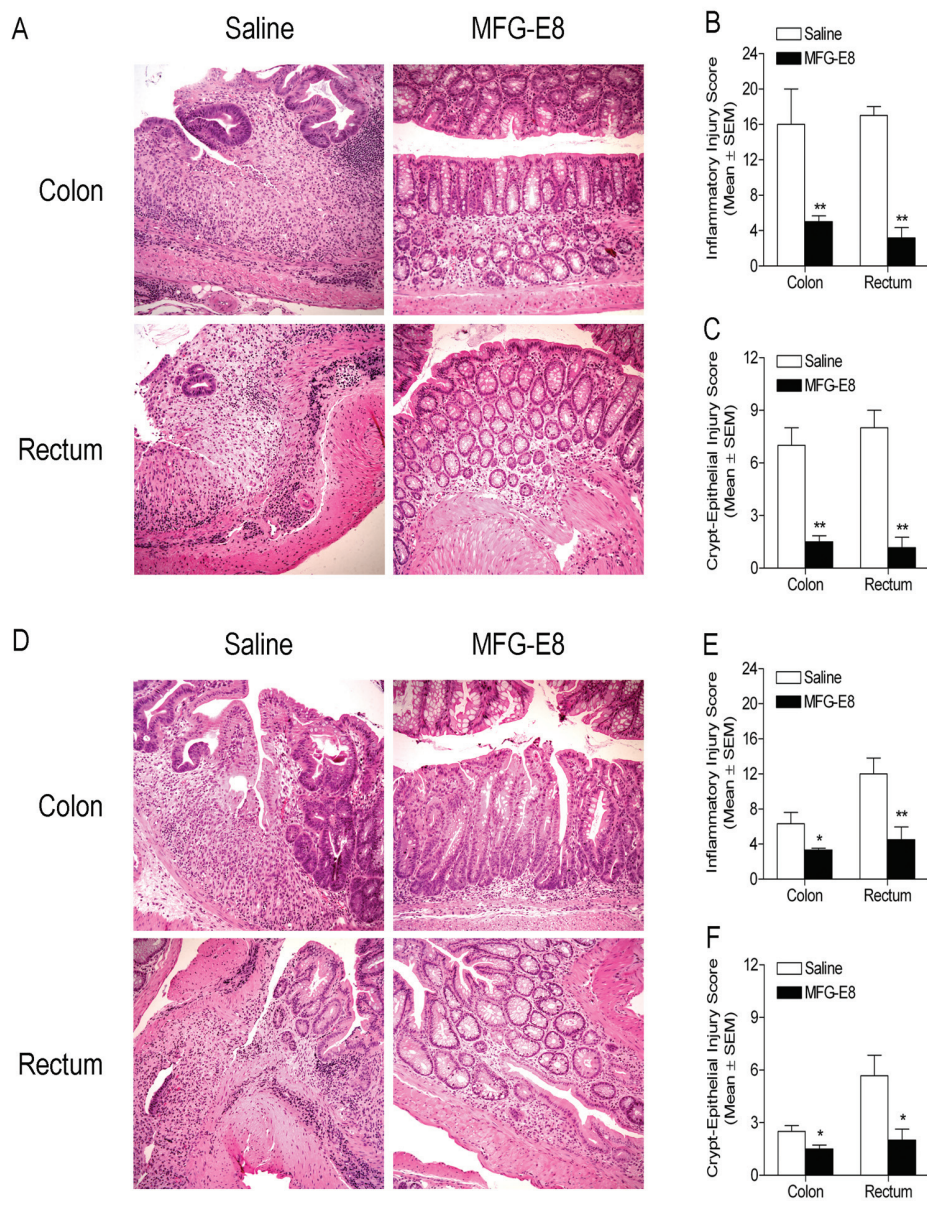 A
Saline
MFG-E8
Colon
Rectum
B
Saline
MFG-E8
Inflammatory Injury Score
(Mean ± SEM)
24
20
16
12
8
4
0
**
**
Colon
Rectum
C
Saline
MFG-E8
Crypt-Epithelial Injury Score
(Mean ± SEM)
12
9
6
3
0
**
**
Colon
Rectum
D
Saline
MFG-E8
Colon
Rectum
E
Saline
MFG-E8
Inflammatory Injury Score
(Mean ± SEM)
24
20
16
12
8
4
0
*
**
Colon
Rectum
F
Saline
MFG-E8
Crypt-Epithelial Injury Score
(Mean ± SEM)
12
9
6
3
0
*
*
Colon
Rectum